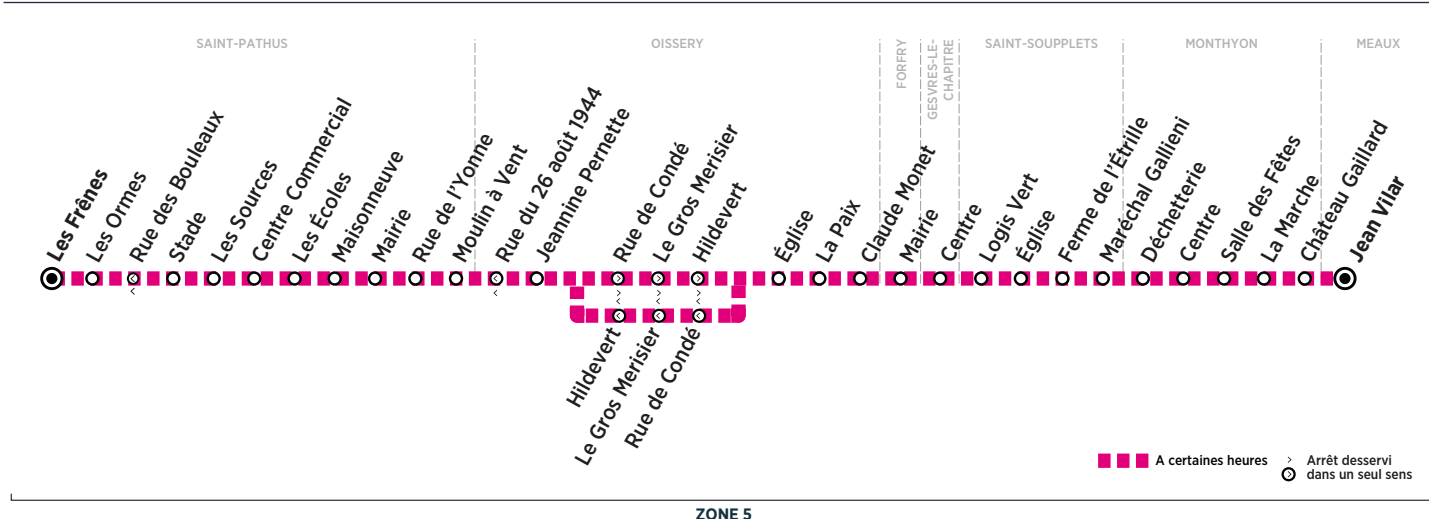 SAINT-PATHUS
OISSERY
FORFRY
GESVRES-LE-
CHAPITRE
SAINT-SOUPPLETS
MONTHYON
MEAUX
Les Frênes
Les Ormes
Rue des Bouleaux
Stade
Les Sources
Centre Commercial
Les Écoles
Maisonneuve
Mairie
Rue de l'Yonne
Moulin à Vent
Rue du 26 août 1944
Jeannine Pernette
Rue de Condé
Le Gros Merisier
Hildevert
Église
La Paix
Claude Monet
Mairie
Centre
Logis Vert
Église
Ferme de l'Étrille
Maréchal Gallieni
Déchetterie
Centre
Salle des Fêtes
La Marche
Château Gaillard
Jean Vilar
Hildevert
Le Gros Merisier
Rue de Condé
A certaines heures
Arrêt desservi
dans un seul sens
ZONE 5